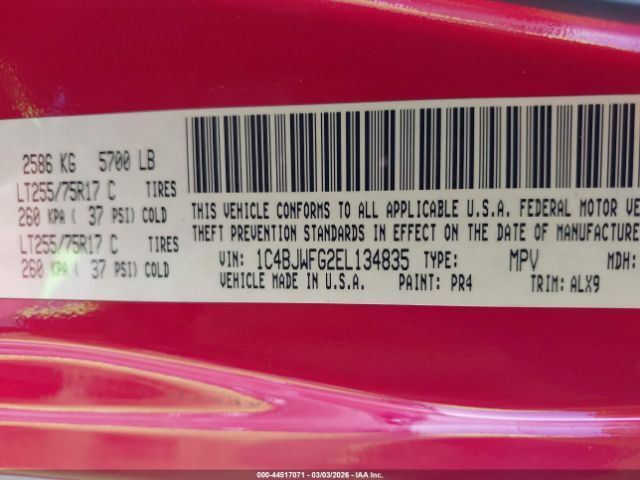 2586 KG 5700 LB
LT255/75R17 C TIRES
260 KPA ( 37 PSI) COLD
LT255/75R17 C TIRES
260 KPA ( 37 PSI) COLD
THIS VEHICLE CONFORMS TO ALL APPLICABLE U.S.A. FEDERAL MOTOR VE
THEFT PREVENTION STANDARDS IN EFFECT ON THE DATE OF MANUFACTURE
VIN: 1C4BJWFG2EL134835 TYPE: MPV MDH:
VEHICLE MADE IN U.S.A. PAINT: PR4 TRIM: ALX9
000-44517071 - 03/03/2026 - IAA Inc.